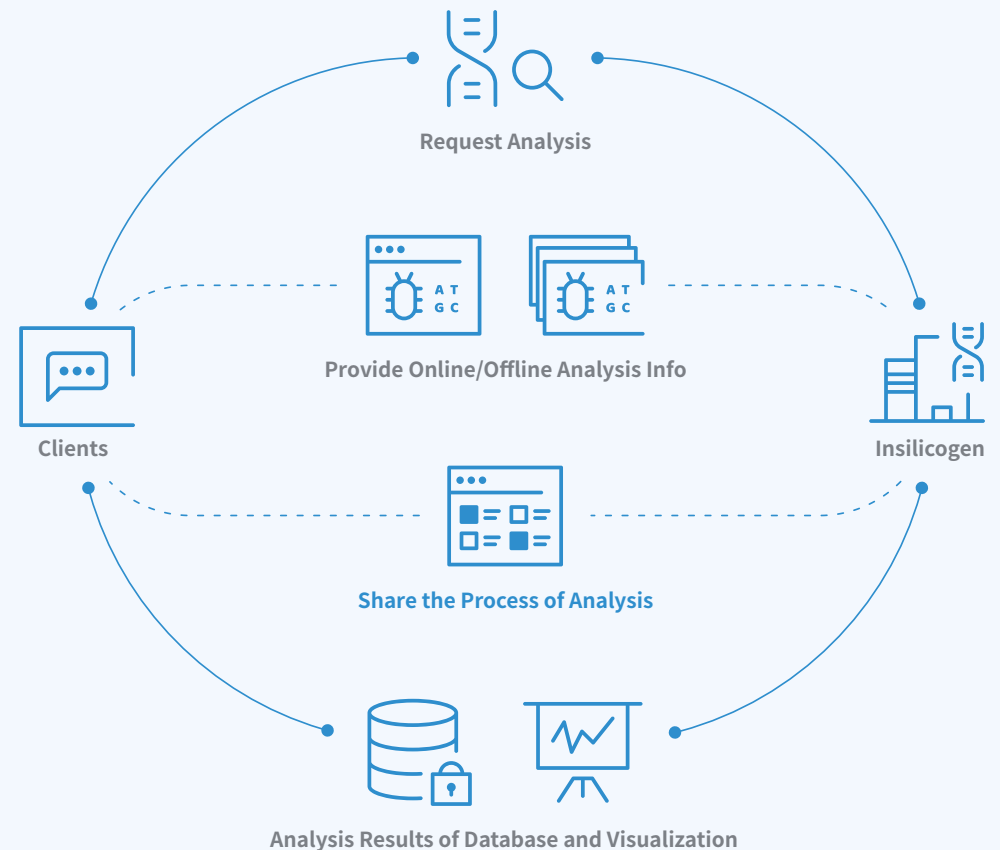 Request Analysis
A T
G C
A T
G C
Provide Online/Offline Analysis Info
Clients
Insilicogen
Share the Process of Analysis
Analysis Results of Database and Visualization